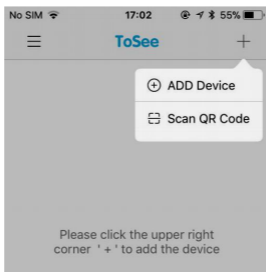 No SIM 17:02 55%
ToSee
ADD Device
Scan QR Code
Please click the upper right
corner ' + ' to add the device